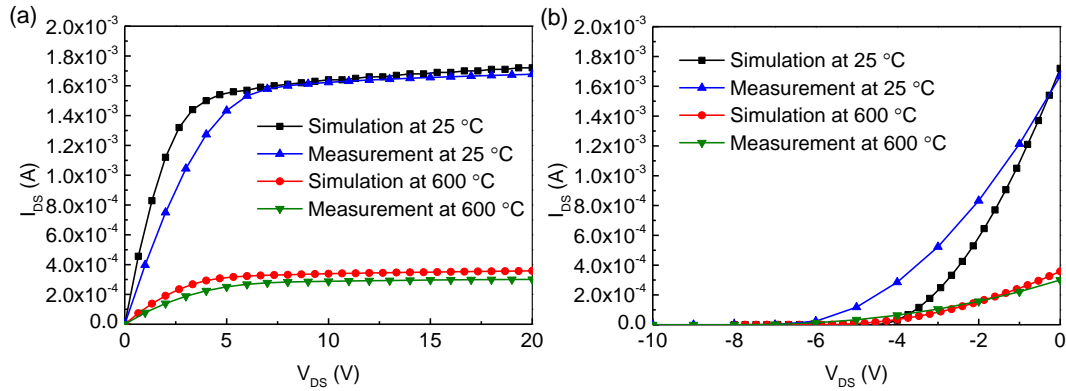 (a)
2.0x10⁻³
1.8x10⁻³
1.6x10⁻³
1.4x10⁻³
1.2x10⁻³
1.0x10⁻³
8.0x10⁻⁴
6.0x10⁻⁴
4.0x10⁻⁴
2.0x10⁻⁴
0.0
I_DS (A)
Simulation at 25 °C
Measurement at 25 °C
Simulation at 600 °C
Measurement at 600 °C
0 5 10 15 20
V_DS (V)
(b)
2.0x10⁻³
1.8x10⁻³
1.6x10⁻³
1.4x10⁻³
1.2x10⁻³
1.0x10⁻³
8.0x10⁻⁴
6.0x10⁻⁴
4.0x10⁻⁴
2.0x10⁻⁴
0.0
I_DS (A)
Simulation at 25 °C
Measurement at 25 °C
Simulation at 600 °C
Measurement at 600 °C
-10 -8 -6 -4 -2 0
V_DS (V)